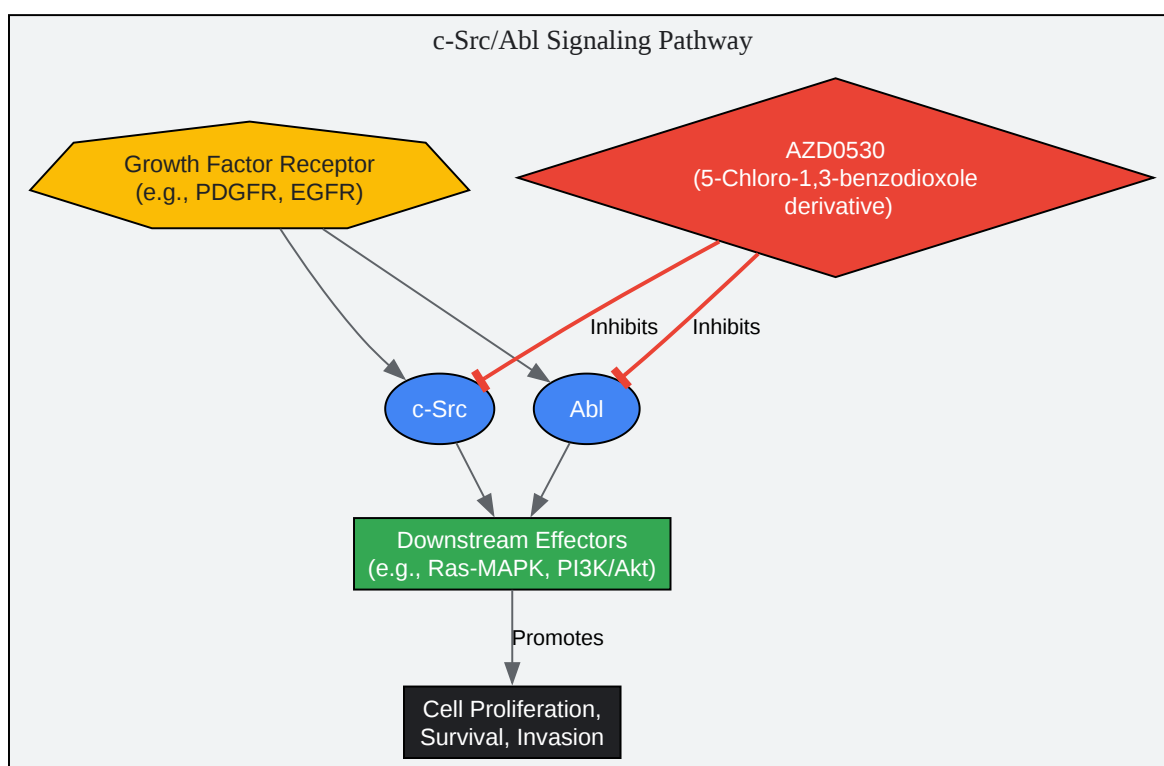 c-Src/Abl Signaling Pathway
Growth Factor Receptor
(e.g., PDGFR, EGFR)
AZD0530
(5-Chloro-1,3-benzodioxole
derivative)
Inhibits
Inhibits
c-Src
Abl
Downstream Effectors
(e.g., Ras-MAPK, PI3K/Akt)
Promotes
Cell Proliferation,
Survival, Invasion